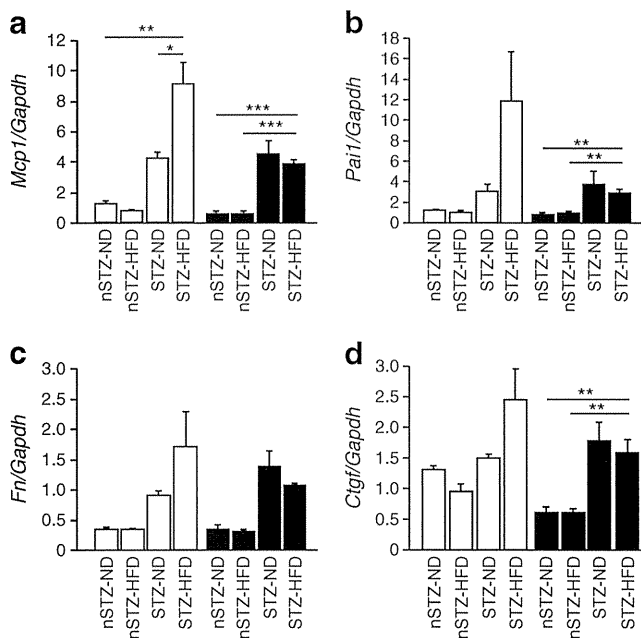 a
**
*
***
***
Mcp1/Gapdh
12
10
8
6
4
2
0
nSTZ-ND
nSTZ-HFD
STZ-ND
STZ-HFD
nSTZ-ND
nSTZ-HFD
STZ-ND
STZ-HFD
b
**
**
Pai1/Gapdh
18
16
14
12
10
8
6
4
2
0
nSTZ-ND
nSTZ-HFD
STZ-ND
STZ-HFD
nSTZ-ND
nSTZ-HFD
STZ-ND
STZ-HFD
c
Fn/Gapdh
3.0
2.5
2.0
1.5
1.0
0.5
0
nSTZ-ND
nSTZ-HFD
STZ-ND
STZ-HFD
nSTZ-ND
nSTZ-HFD
STZ-ND
STZ-HFD
d
**
**
Ctgf/Gapdh
3.0
2.5
2.0
1.5
1.0
0.5
0
nSTZ-ND
nSTZ-HFD
STZ-ND
STZ-HFD
nSTZ-ND
nSTZ-HFD
STZ-ND
STZ-HFD